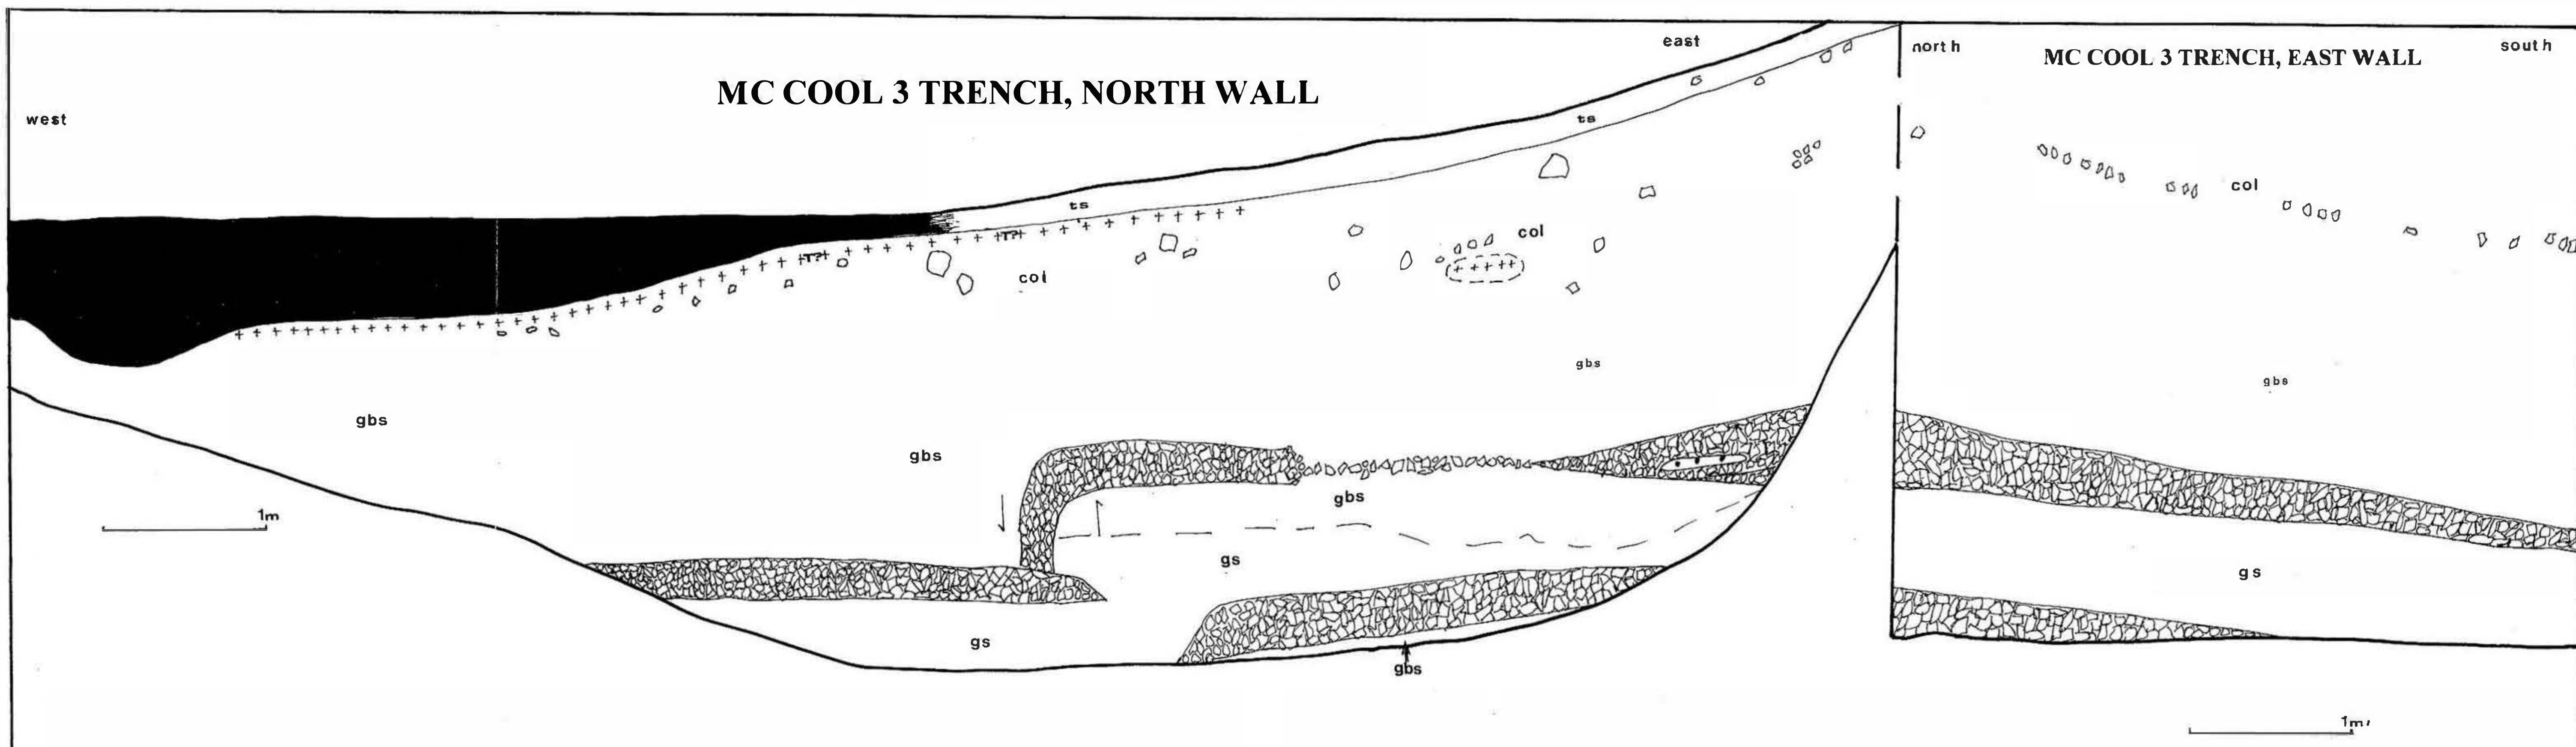 east
north
MC COOL 3 TRENCH, EAST WALL
south
MC COOL 3 TRENCH, NORTH WALL
west
ts
ts
T?
T?
col
col
col
gbs
gbs
gbs
gbs
gbs
1m
gs
gs
gs
gbs
1m